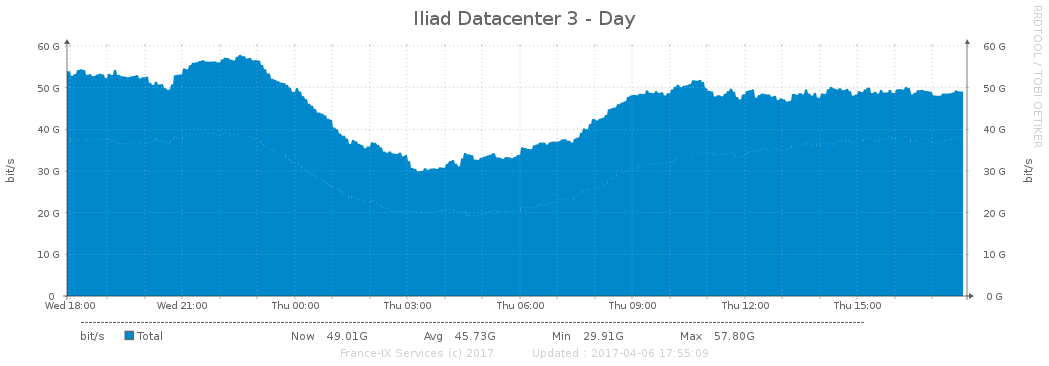 Iliad Datacenter 3 - Day
RRDTOOL / TOBI OETIKER
60 G 60 G
50 G 50 G
40 G 40 G
30 G 30 G
20 G 20 G
10 G 10 G
0 0 G
bit/s bit/s
Wed 18:00 Wed 21:00 Thu 00:00 Thu 03:00 Thu 06:00 Thu 09:00 Thu 12:00 Thu 15:00
bit/s Total Now 49.01G Avg 45.73G Min 29.91G Max 57.80G
France-IX Services (c) 2017 Updated : 2017-04-06 17:55:09